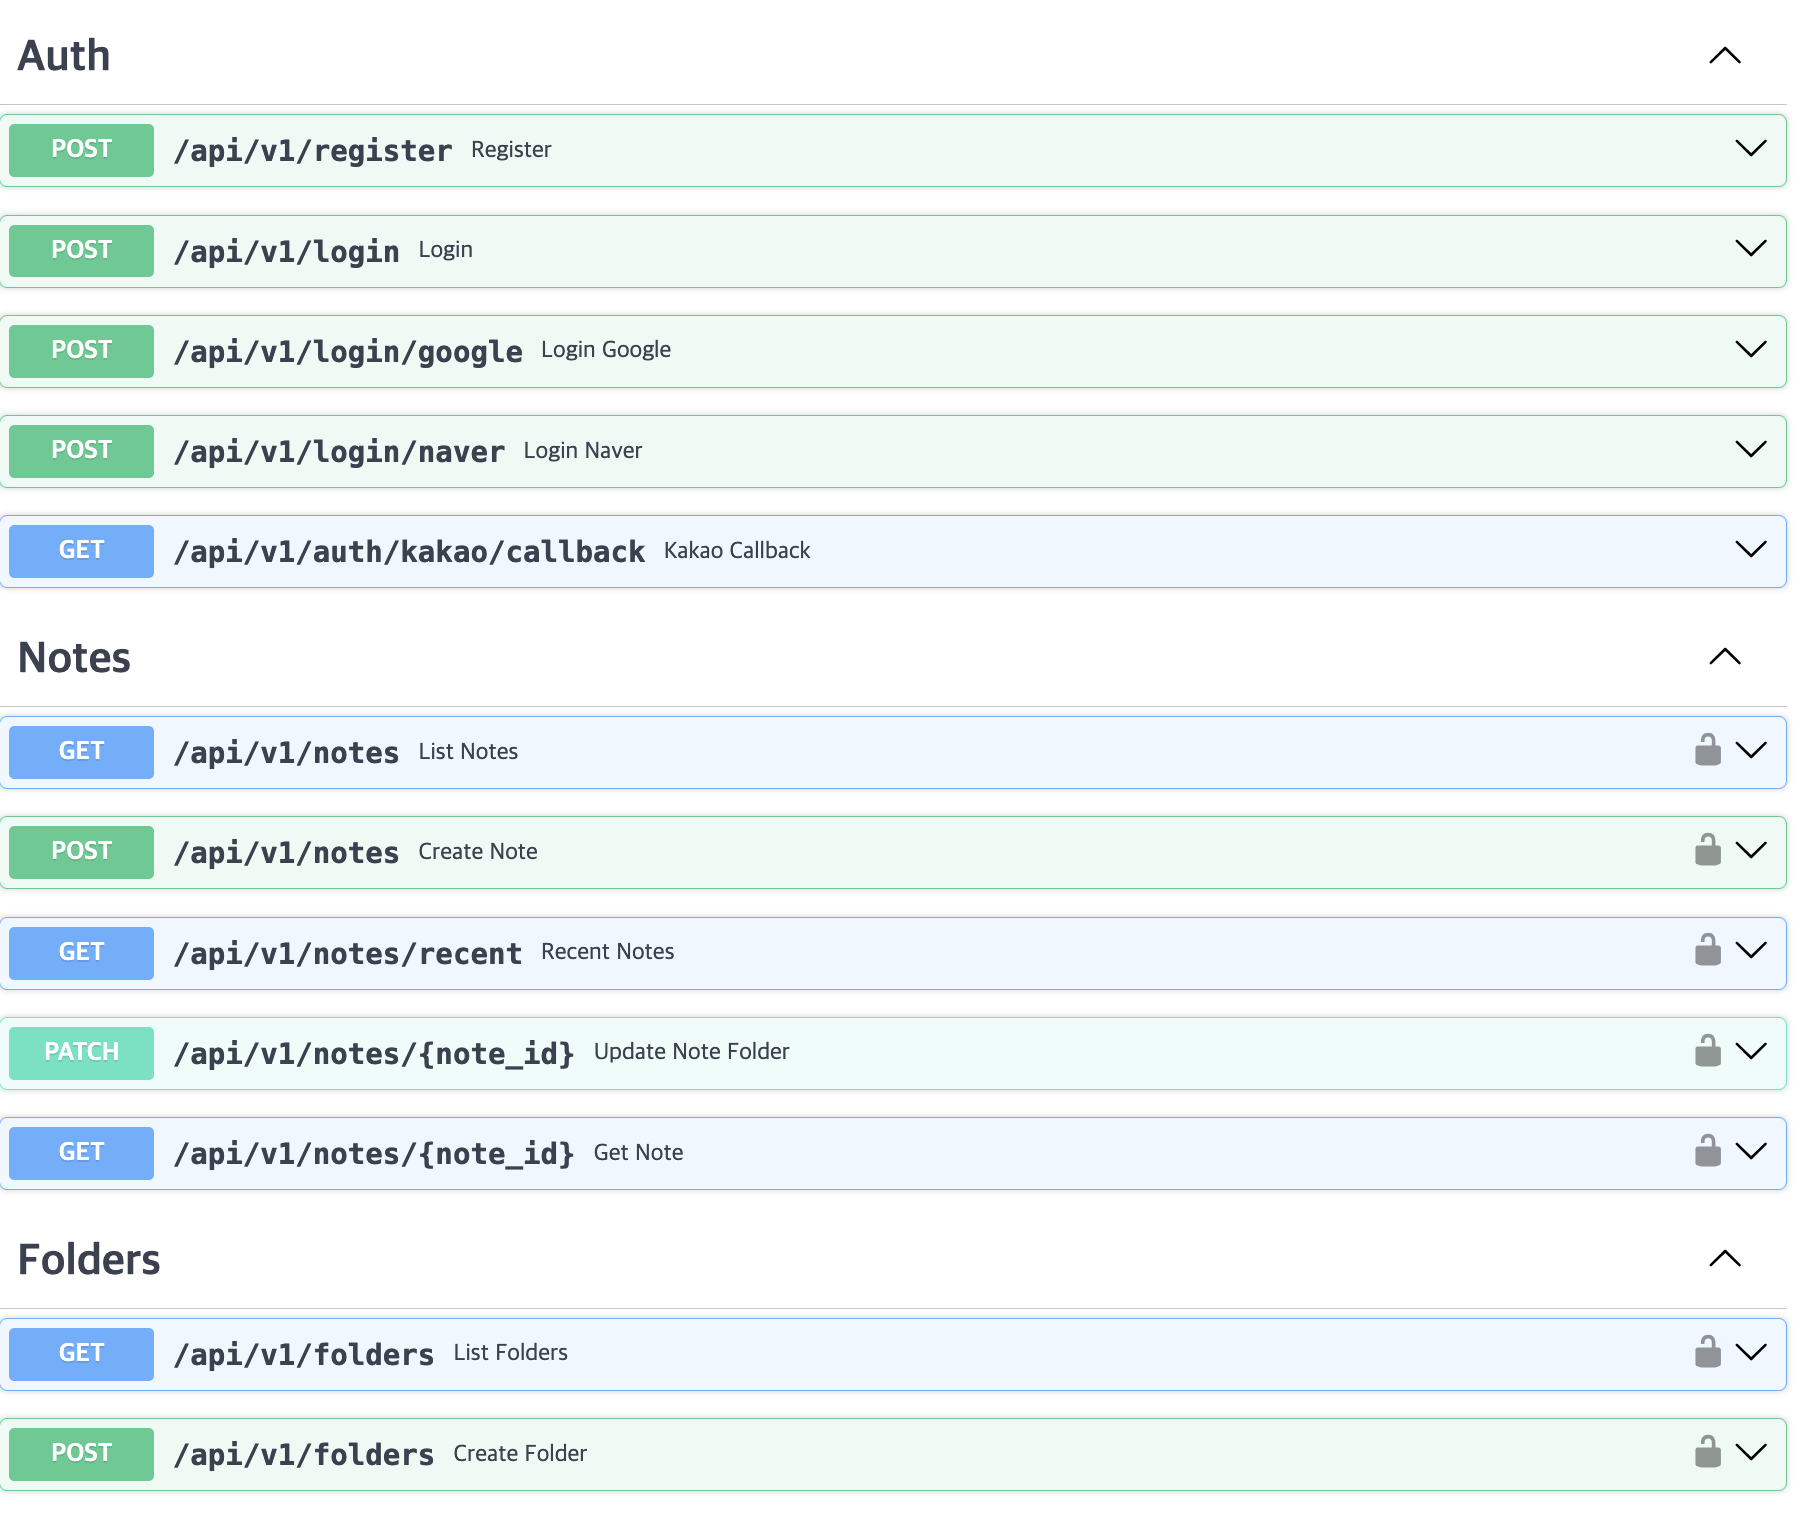 Auth
POST /api/v1/register Register
POST /api/v1/login Login
POST /api/v1/login/google Login Google
POST /api/v1/login/naver Login Naver
GET /api/v1/auth/kakao/callback Kakao Callback
Notes
GET /api/v1/notes List Notes
POST /api/v1/notes Create Note
GET /api/v1/notes/recent Recent Notes
PATCH /api/v1/notes/{note_id} Update Note Folder
GET /api/v1/notes/{note_id} Get Note
Folders
GET /api/v1/folders List Folders
POST /api/v1/folders Create Folder